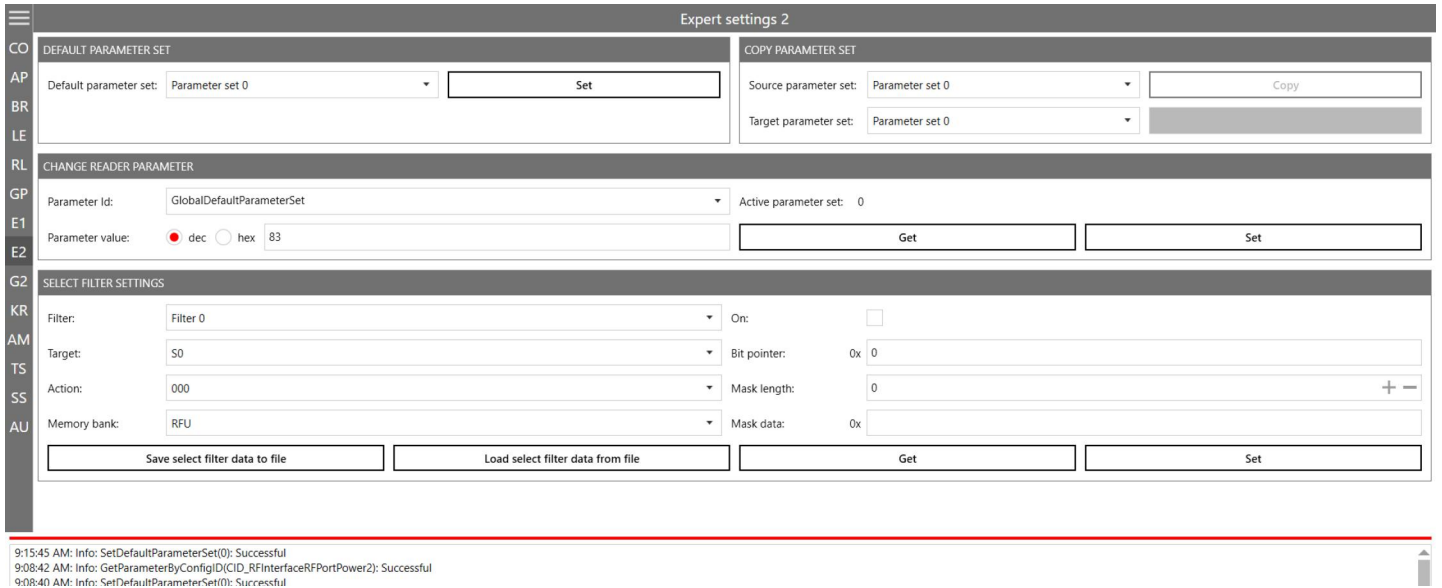 Expert settings 2
CO
AP
BR
LE
RL
GP
E1
E2
G2
KR
AM
TS
SS
AU
DEFAULT PARAMETER SET
Default parameter set: Parameter set 0 Set
COPY PARAMETER SET
Source parameter set: Parameter set 0 Copy
Target parameter set: Parameter set 0
CHANGE READER PARAMETER
Parameter Id: GlobalDefaultParameterSet Active parameter set: 0
Parameter value: dec hex 83 Get Set
SELECT FILTER SETTINGS
Filter: Filter 0 On:
Target: S0 Bit pointer: 0x 0
Action: 000 Mask length: 0 + −
Memory bank: RFU Mask data: 0x
Save select filter data to file Load select filter data from file Get Set
9:15:45 AM: Info: SetDefaultParameterSet(0): Successful
9:08:42 AM: Info: GetParameterByConfigID(CID_RFInterfaceRFPortPower2): Successful
9:08:40 AM: Info: SetDefaultParameterSet(0): Successful